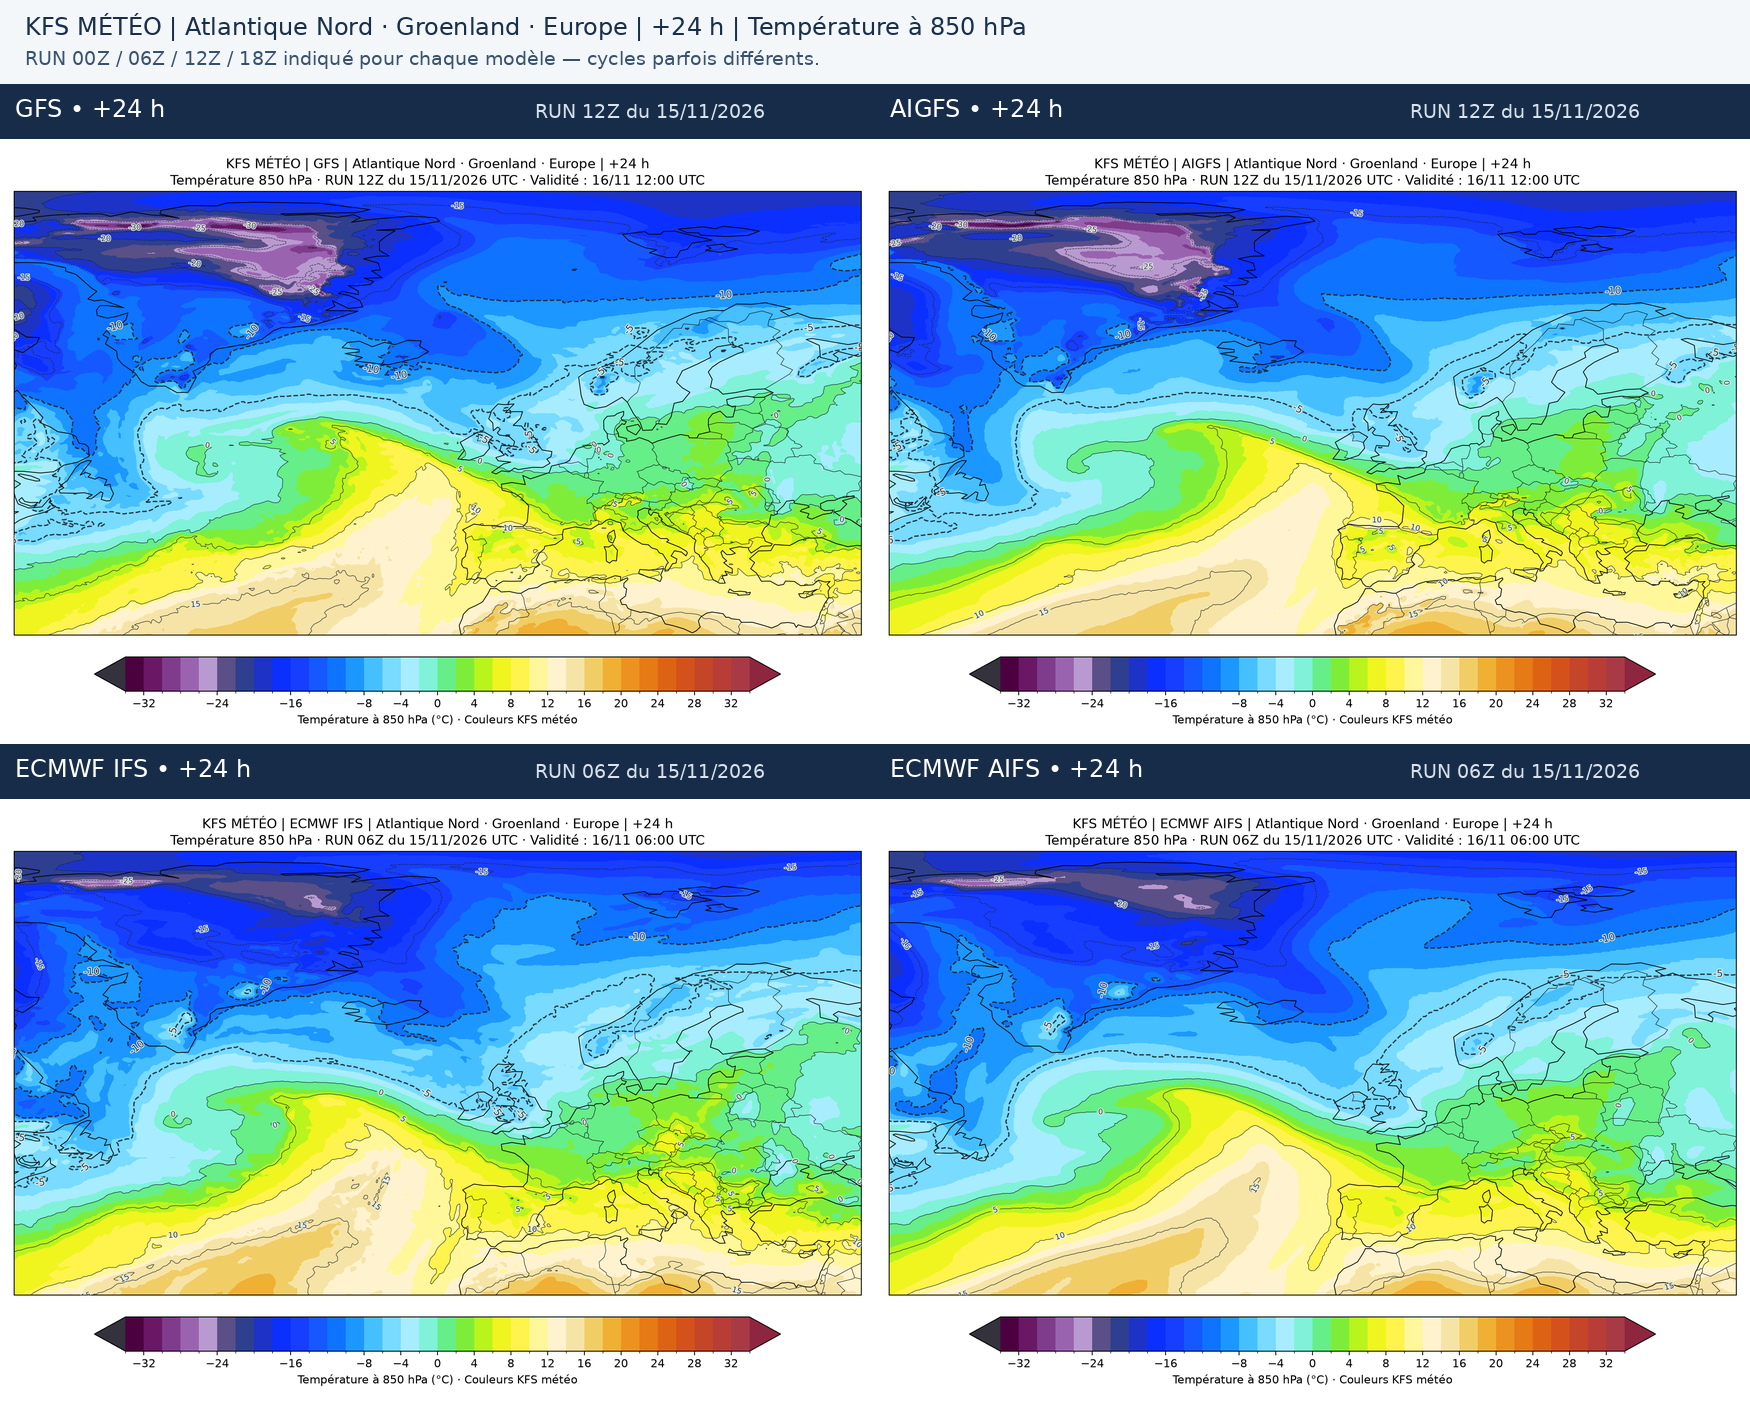 KFS MÉTÉO | Atlantique Nord · Groenland · Europe | +24 h | Température à 850 hPa
RUN 00Z / 06Z / 12Z / 18Z indiqué pour chaque modèle — cycles parfois différents.
GFS • +24 h
RUN 12Z du 15/11/2026
KFS MÉTÉO | GFS | Atlantique Nord · Groenland · Europe | +24 h
Température 850 hPa · RUN 12Z du 15/11/2026 UTC · Validité : 16/11 12:00 UTC
−32 −24 −16 −8 −4 0 4 8 12 16 20 24 28 32
Température à 850 hPa (°C) · Couleurs KFS météo
AIGFS • +24 h
RUN 12Z du 15/11/2026
KFS MÉTÉO | AIGFS | Atlantique Nord · Groenland · Europe | +24 h
Température 850 hPa · RUN 12Z du 15/11/2026 UTC · Validité : 16/11 12:00 UTC
−32 −24 −16 −8 −4 0 4 8 12 16 20 24 28 32
Température à 850 hPa (°C) · Couleurs KFS météo
ECMWF IFS • +24 h
RUN 06Z du 15/11/2026
KFS MÉTÉO | ECMWF IFS | Atlantique Nord · Groenland · Europe | +24 h
Température 850 hPa · RUN 06Z du 15/11/2026 UTC · Validité : 16/11 06:00 UTC
−32 −24 −16 −8 −4 0 4 8 12 16 20 24 28 32
Température à 850 hPa (°C) · Couleurs KFS météo
ECMWF AIFS • +24 h
RUN 06Z du 15/11/2026
KFS MÉTÉO | ECMWF AIFS | Atlantique Nord · Groenland · Europe | +24 h
Température 850 hPa · RUN 06Z du 15/11/2026 UTC · Validité : 16/11 06:00 UTC
−32 −24 −16 −8 −4 0 4 8 12 16 20 24 28 32
Température à 850 hPa (°C) · Couleurs KFS météo